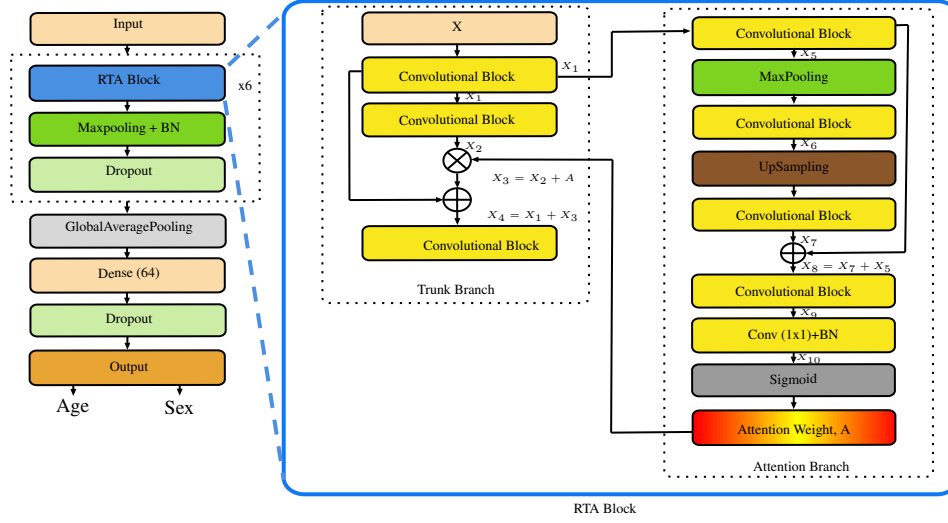 Input
RTA Block
x6
Maxpooling + BN
Dropout
GlobalAveragePooling
Dense (64)
Dropout
Output
Age
Sex
X
Convolutional Block
X₁
X₁
Convolutional Block
X₂
X₃ = X₂ + A
X₄ = X₁ + X₃
Convolutional Block
Trunk Branch
Convolutional Block
X₅
MaxPooling
Convolutional Block
X₆
UpSampling
Convolutional Block
X₇
X₈ = X₇ + X₅
Convolutional Block
X₉
Conv (1x1)+BN
X₁₀
Sigmoid
Attention Weight, A
Attention Branch
RTA Block